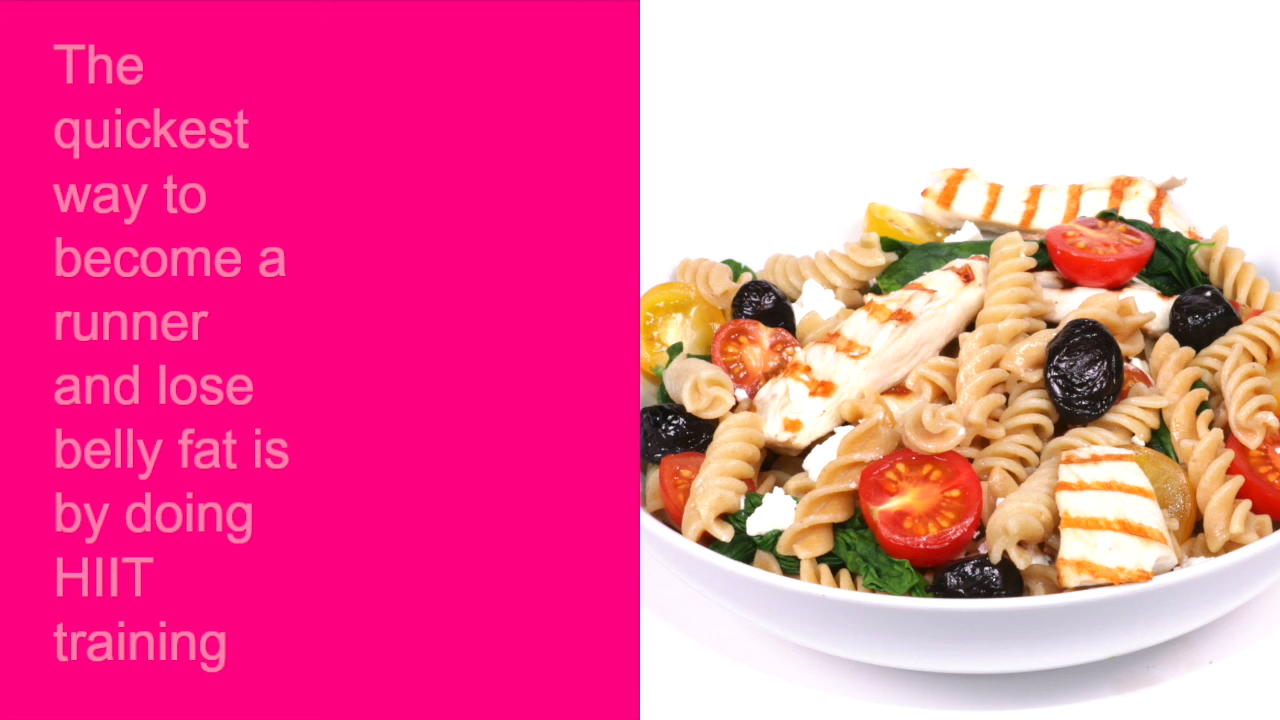 The
quickest
way to
become a
runner
and lose
belly fat is
by doing
HIIT
training